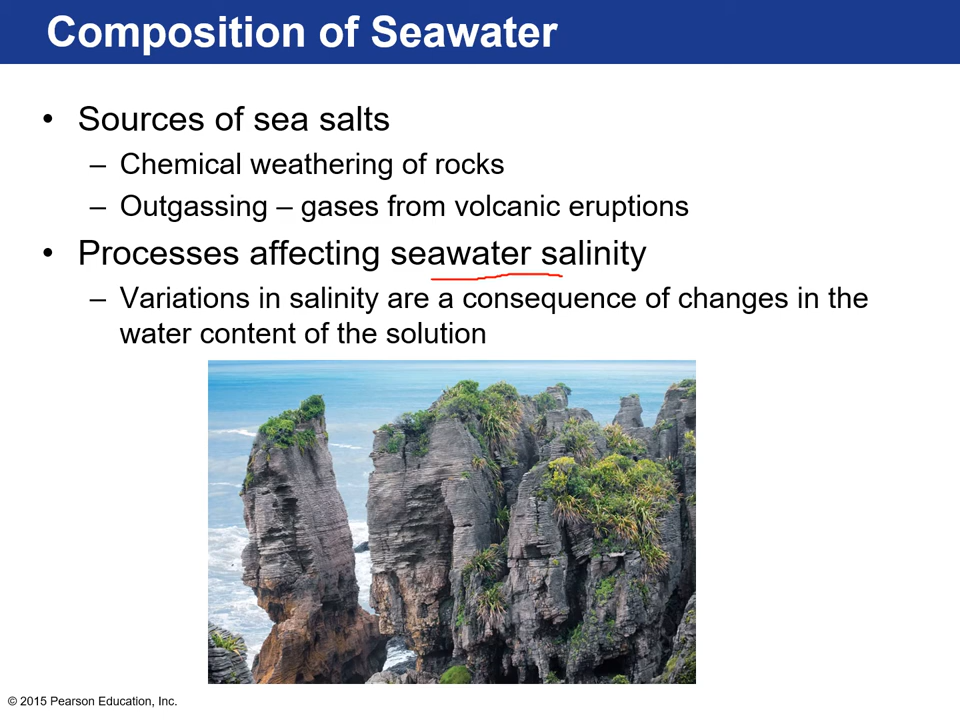 Composition of Seawater
• Sources of sea salts
– Chemical weathering of rocks
– Outgassing – gases from volcanic eruptions
• Processes affecting seawater salinity
– Variations in salinity are a consequence of changes in the
water content of the solution
© 2015 Pearson Education, Inc.